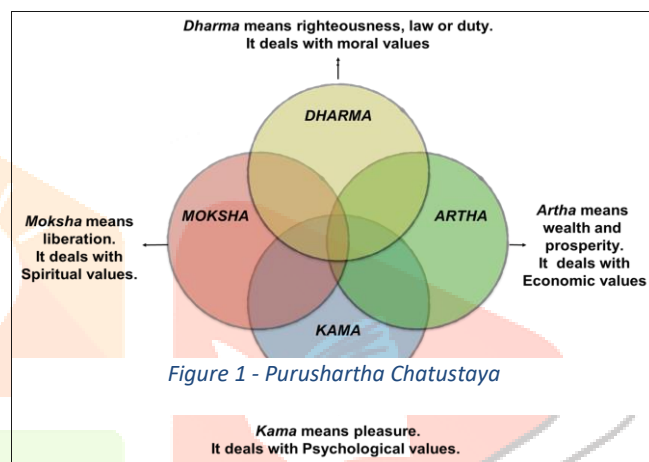 Dharma means righteousness, law or duty.
It deals with moral values
DHARMA
MOKSHA
ARTHA
Moksha means
liberation.
It deals with
Spiritual values.
Artha means
wealth and
prosperity.
It deals with
Economic values
KAMA
Figure 1 - Purushartha Chatustaya
Kama means pleasure.
It deals with Psychological values.